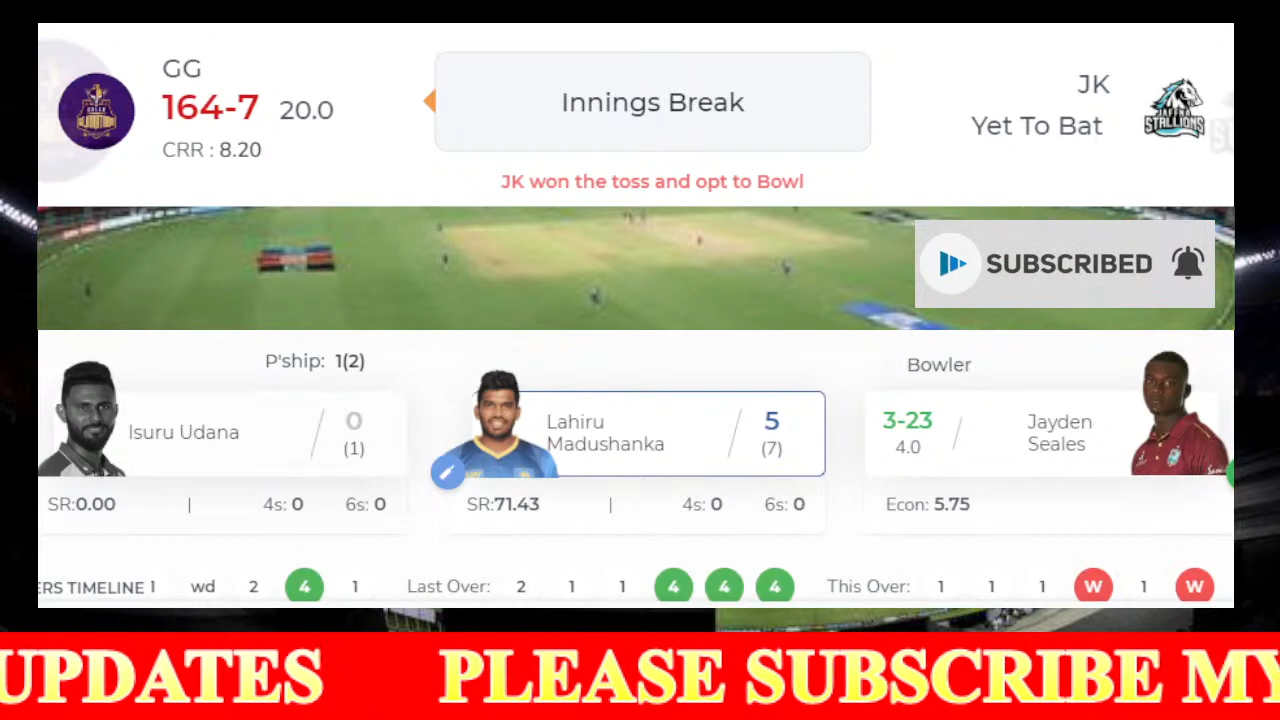 GG
164-7 20.0
CRR : 8.20
Innings Break
JK won the toss and opt to Bowl
JK
Yet To Bat
JAFFNA
STALLIONS
SUBSCRIBED
P'ship: 1(2)
Isuru Udana
0
(1)
SR:0.00 | 4s: 0 6s: 0
Lahiru
Madushanka
5
(7)
SR:71.43 | 4s: 0 6s: 0
Bowler
3-23
4.0
Jayden
Seales
Econ: 5.75
ERS TIMELINE 1 wd 2 4 1 Last Over: 2 1 1 4 4 4 This Over: 1 1 1 W 1 W
UPDATES PLEASE SUBSCRIBE MY